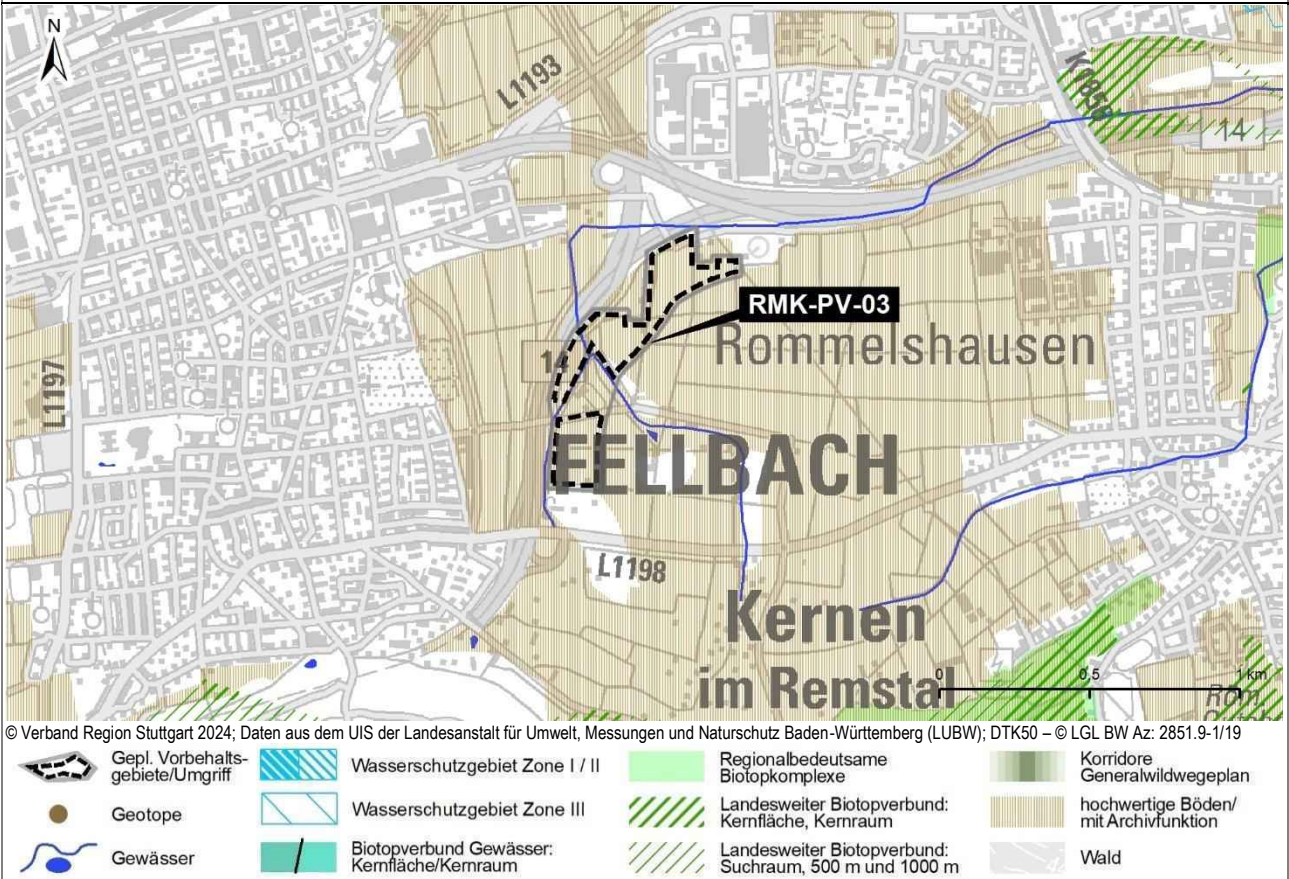 N
L1193
K1858
14
RMK-PV-03
Rommelshausen
14
L1197
FELLBACH
L1198
Kernen
im Remstal
0
0.5
1 km
Rom
© Verband Region Stuttgart 2024; Daten aus dem UIS der Landesanstalt für Umwelt, Messungen und Naturschutz Baden-Württemberg (LUBW); DTK50 – © LGL BW Az: 2851.9-1/19
Gepl. Vorbehalts-
gebiete/Umgriff
Geotope
Gewässer
Wasserschutzgebiet Zone I / II
Wasserschutzgebiet Zone III
Biotopverbund Gewässer:
Kernfläche/Kernraum
Regionalbedeutsame
Biotopkomplexe
Landesweiter Biotopverbund:
Kernfläche, Kernraum
Landesweiter Biotopverbund:
Suchraum, 500 m und 1000 m
Korridore
Generalwildwegeplan
hochwertige Böden/
mit Archivfunktion
Wald